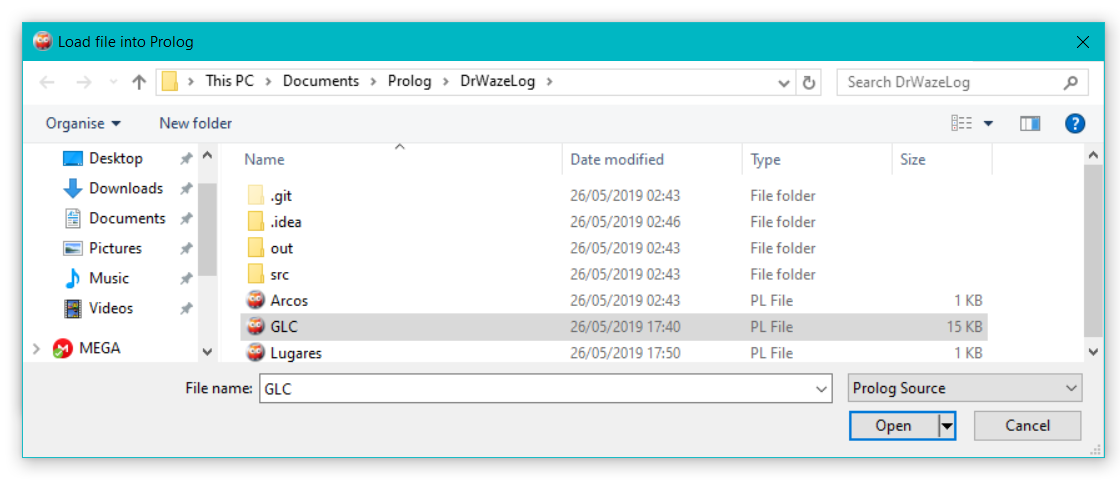 Load file into Prolog
This PC > Documents > Prolog > DrWazeLog >
Search DrWazeLog
Organise
New folder
Name Date modified Type Size
Desktop
Downloads
Documents
Pictures
Music
Videos
MEGA
.git 26/05/2019 02:43 File folder
.idea 26/05/2019 02:46 File folder
out 26/05/2019 02:43 File folder
src 26/05/2019 02:43 File folder
Arcos 26/05/2019 02:43 PL File 1 KB
GLC 26/05/2019 17:40 PL File 15 KB
Lugares 26/05/2019 17:50 PL File 1 KB
File name: GLC
Prolog Source
Open
Cancel